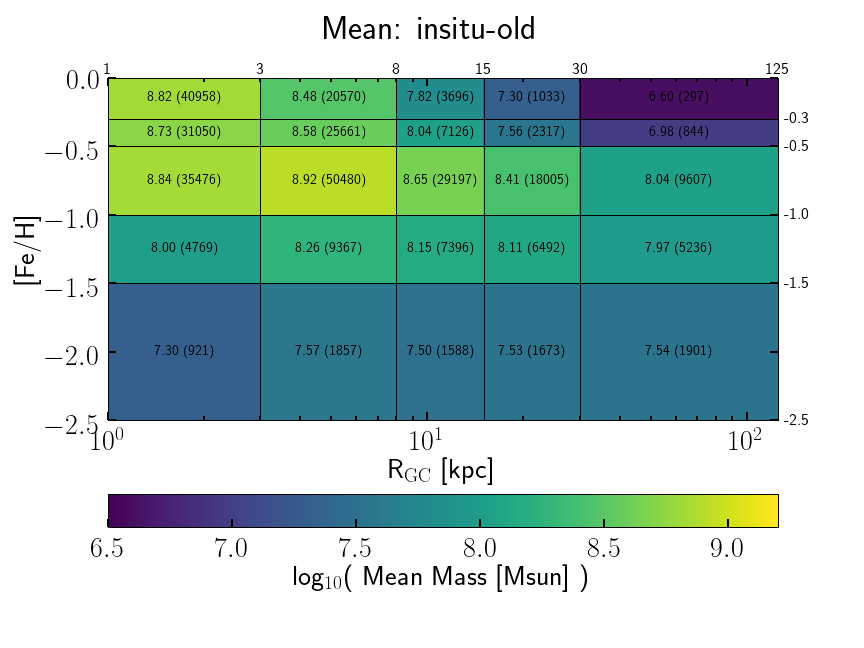 Mean: insitu-old
1 3 8 15 30 125
0.0
8.82 (40958) 8.48 (20570) 7.82 (3696) 7.30 (1033) 6.60 (297)
-0.3
8.73 (31050) 8.58 (25661) 8.04 (7126) 7.56 (2317) 6.98 (844)
−0.5 -0.5
8.84 (35476) 8.92 (50480) 8.65 (29197) 8.41 (18005) 8.04 (9607)
−1.0 -1.0
[Fe/H]
8.00 (4769) 8.26 (9367) 8.15 (7396) 8.11 (6492) 7.97 (5236)
−1.5 -1.5
7.30 (921) 7.57 (1857) 7.50 (1588) 7.53 (1673) 7.54 (1901)
−2.0
−2.5 -2.5
10⁰ 10¹ 10²
R_GC [kpc]
6.5 7.0 7.5 8.0 8.5 9.0
log₁₀( Mean Mass [Msun] )